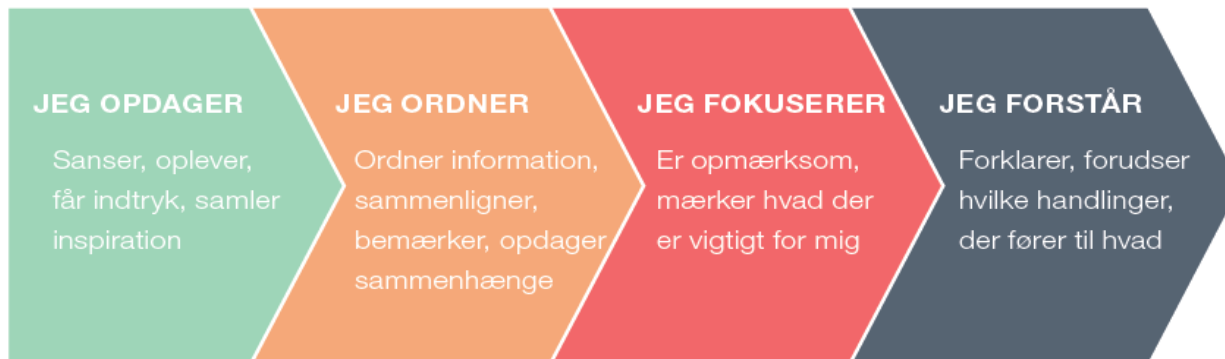 JEG OPDAGER
Sanser, oplever,
får indtryk, samler
inspiration
JEG ORDNER
Ordner information,
sammenligner,
bemærker, opdager
sammenhænge
JEG FOKUSERER
Er opmærksom,
mærker hvad der
er vigtigt for mig
JEG FORSTÅR
Forklarer, forudser
hvilke handlinger,
der fører til hvad